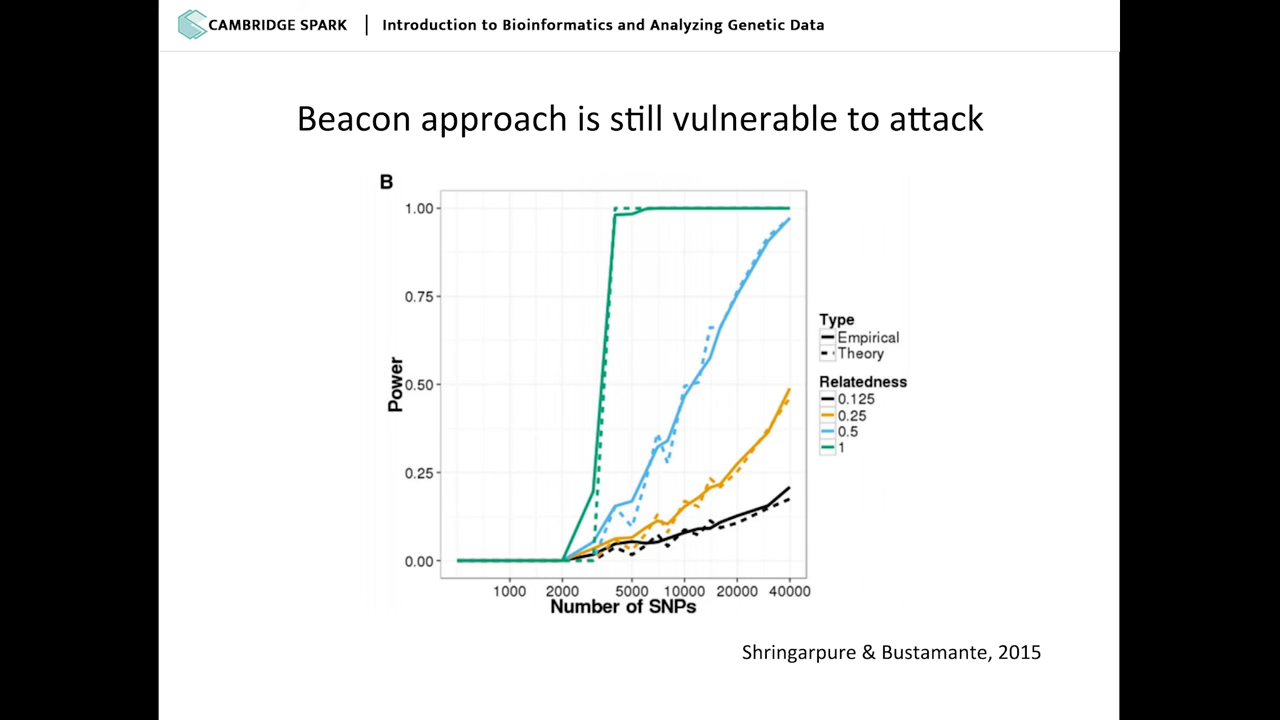 CAMBRIDGE SPARK | Introduction to Bioinformatics and Analyzing Genetic Data
Beacon approach is still vulnerable to attack
B
1.00
0.75
0.50
0.25
0.00
Power
1000 2000 5000 10000 20000 40000
Number of SNPs
Type
Empirical
Theory
Relatedness
0.125
0.25
0.5
1
Shringarpure & Bustamante, 2015